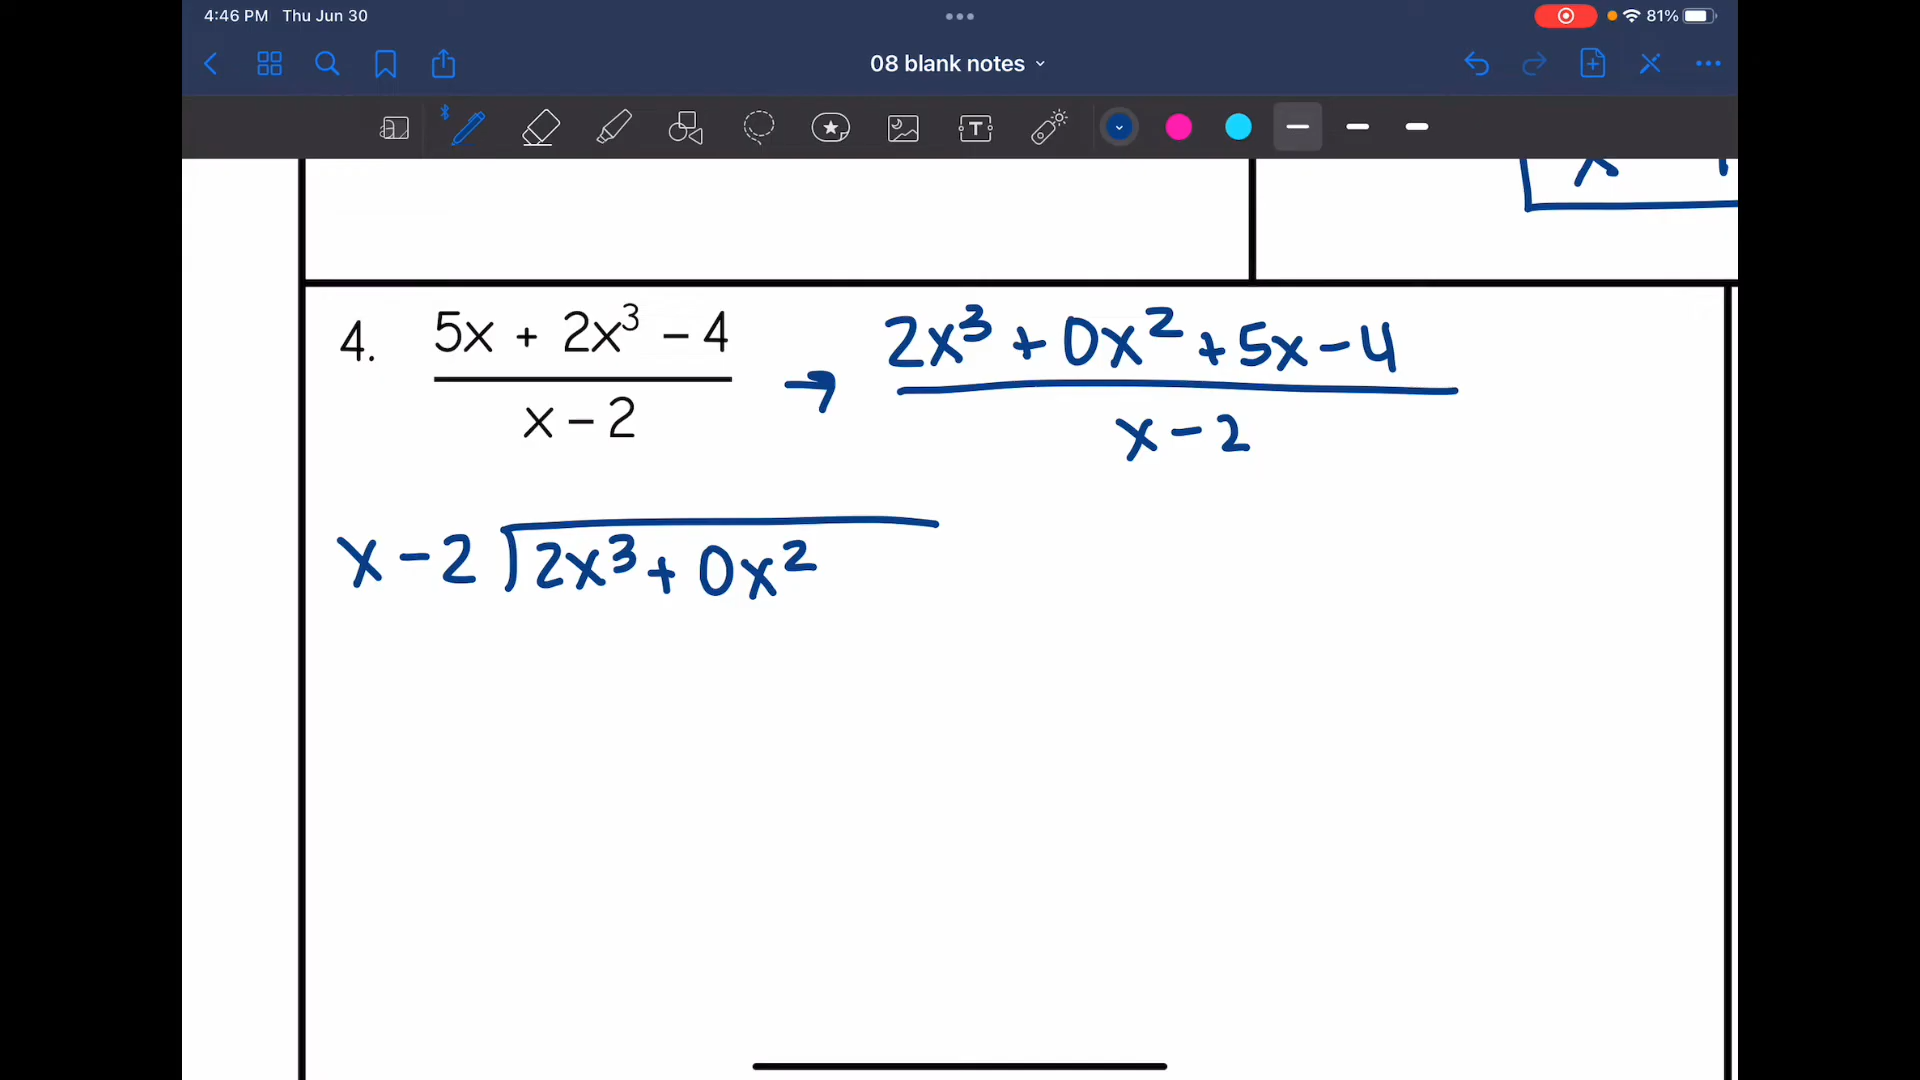 4:46 PM Thu Jun 30
81%
08 blank notes
T
4. 5x + 2x³ − 4
x − 2
→ 2x³ + 0x² + 5x − 4
x − 2
x − 2 2x³ + 0x²